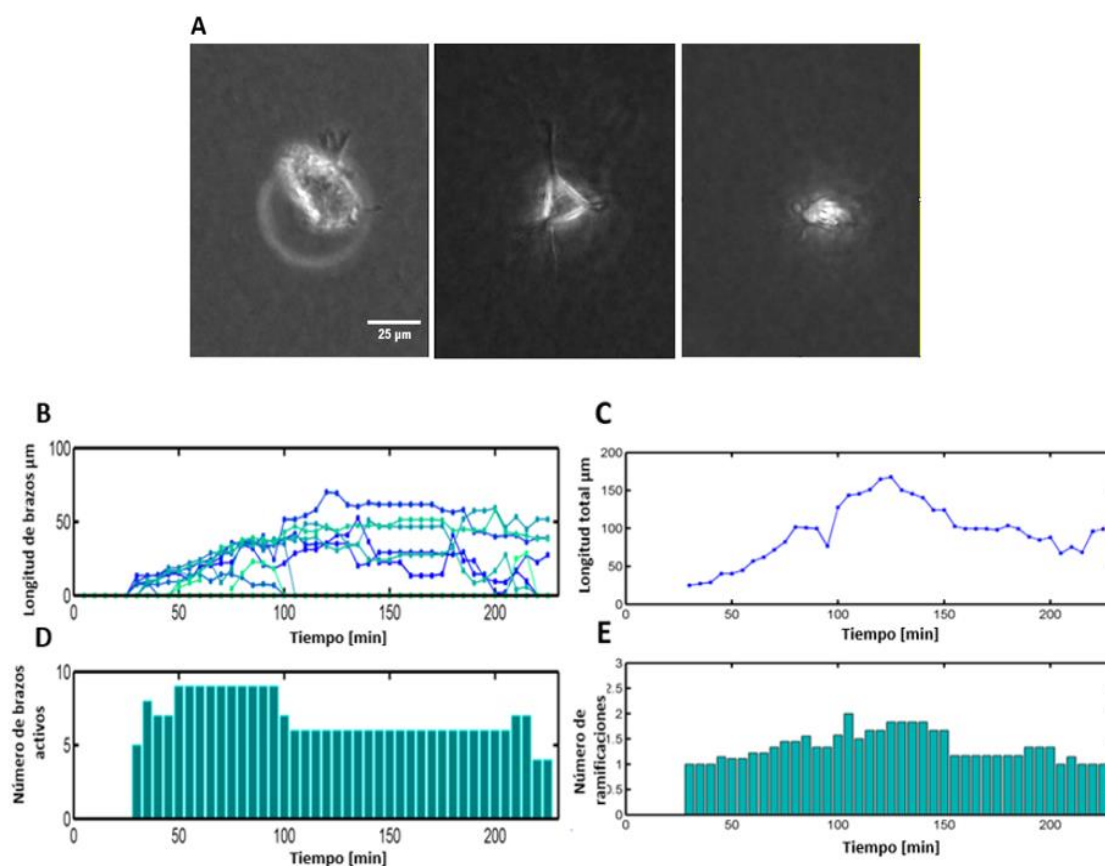 A
25 µm
B
Longitud de brazos µm
100
50
0
0
50
100
150
200
Tiempo [min]
C
Longitud total µm
200
150
100
50
0
0
50
100
150
200
Tiempo [min]
D
Número de brazos
activos
10
5
0
0
50
100
150
200
Tiempo [min]
E
Número de
ramificaciones
3
2.5
2
1.5
1
0.5
0
0
50
100
150
200
Tiempo [min]